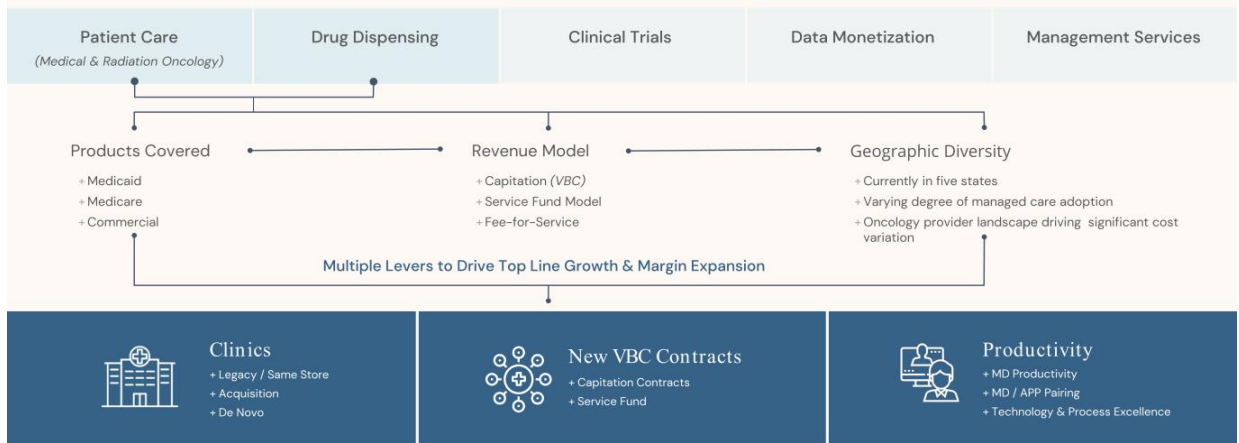 Patient Care
(Medical & Radiation Oncology)
Drug Dispensing
Clinical Trials
Data Monetization
Management Services
Products Covered
+ Medicaid
+ Medicare
+ Commercial
Revenue Model
+ Capitation (VBC)
+ Service Fund Model
+ Fee-for-Service
Geographic Diversity
+ Currently in five states
+ Varying degree of managed care adoption
+ Oncology provider landscape driving significant cost
variation
Multiple Levers to Drive Top Line Growth & Margin Expansion
Clinics
+ Legacy / Same Store
+ Acquisition
+ De Novo
New VBC Contracts
+ Capitation Contracts
+ Service Fund
Productivity
+ MD Productivity
+ MD / APP Pairing
+ Technology & Process Excellence